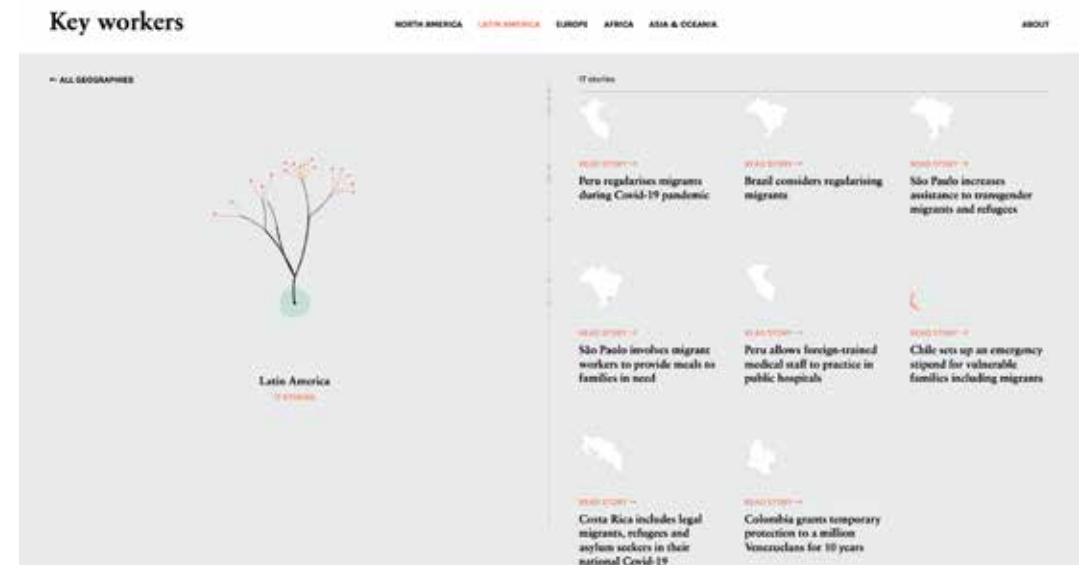 Key workers
NORTH AMERICA LATIN AMERICA EUROPE AFRICA ASIA & OCEANIA ABOUT
← ALL GEOGRAPHIES
Latin America
17 STORIES
17 stories
READ STORY →
Peru regularises migrants
during Covid-19 pandemic
READ STORY →
Brazil considers regularising
migrants
READ STORY →
São Paulo increases
assistance to transgender
migrants and refugees
READ STORY →
São Paolo involves migrant
workers to provide meals to
families in need
READ STORY →
Peru allows foreign-trained
medical staff to practice in
public hospitals
READ STORY →
Chile sets up an emergency
stipend for vulnerable
families including migrants
READ STORY →
Costa Rica includes legal
migrants, refugees and
asylum seekers in their
national Covid-19
READ STORY →
Colombia grants temporary
protection to a million
Venezuelans for 10 years